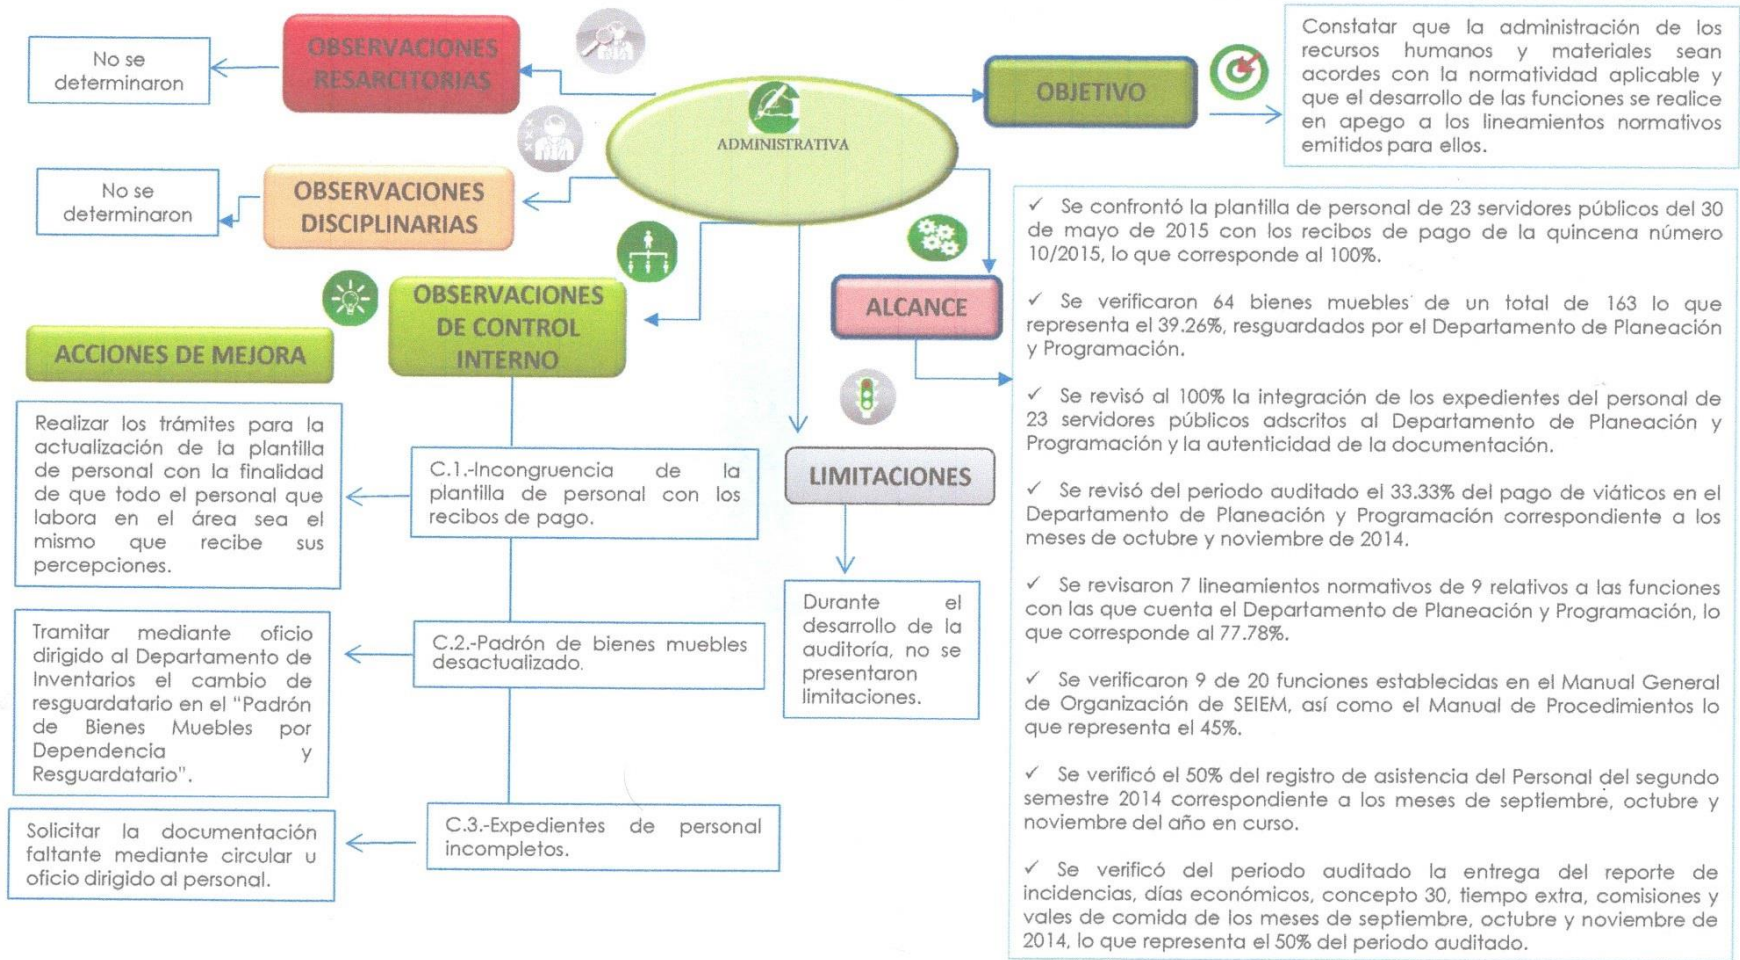 OBSERVACIONES
RESARCITORIAS
No se
determinaron
ADMINISTRATIVA
OBJETIVO
Constatar que la administración de los
recursos humanos y materiales sean
acordes con la normatividad aplicable y
que el desarrollo de las funciones se realice
en apego a los lineamientos normativos
emitidos para ellos.
OBSERVACIONES
DISCIPLINARIAS
No se
determinaron
OBSERVACIONES
DE CONTROL
INTERNO
ACCIONES DE MEJORA
C.1.-Incongruencia de la
plantilla de personal con los
recibos de pago.
Realizar los trámites para la
actualización de la plantilla
de personal con la finalidad
de que todo el personal que
labora en el área sea el
mismo que recibe sus
percepciones.
C.2.-Padrón de bienes muebles
desactualizado.
Tramitar mediante oficio
dirigido al Departamento de
Inventarios el cambio de
resguardatario en el "Padrón
de Bienes Muebles por
Dependencia y
Resguardatario".
C.3.-Expedientes de personal
incompletos.
Solicitar la documentación
faltante mediante circular u
oficio dirigido al personal.
LIMITACIONES
Durante el
desarrollo de la
auditoría, no se
presentaron
limitaciones.
ALCANCE
✓ Se confrontó la plantilla de personal de 23 servidores públicos del 30
de mayo de 2015 con los recibos de pago de la quincena número
10/2015, lo que corresponde al 100%.
✓ Se verificaron 64 bienes muebles de un total de 163 lo que
representa el 39.26%, resguardados por el Departamento de Planeación
y Programación.
✓ Se revisó al 100% la integración de los expedientes del personal de
23 servidores públicos adscritos al Departamento de Planeación y
Programación y la autenticidad de la documentación.
✓ Se revisó del periodo auditado el 33.33% del pago de viáticos en el
Departamento de Planeación y Programación correspondiente a los
meses de octubre y noviembre de 2014.
✓ Se revisaron 7 lineamientos normativos de 9 relativos a las funciones
con las que cuenta el Departamento de Planeación y Programación, lo
que corresponde al 77.78%.
✓ Se verificaron 9 de 20 funciones establecidas en el Manual General
de Organización de SEIEM, así como el Manual de Procedimientos lo
que representa el 45%.
✓ Se verificó el 50% del registro de asistencia del Personal del segundo
semestre 2014 correspondiente a los meses de septiembre, octubre y
noviembre del año en curso.
✓ Se verificó del periodo auditado la entrega del reporte de
incidencias, días económicos, concepto 30, tiempo extra, comisiones y
vales de comida de los meses de septiembre, octubre y noviembre de
2014, lo que representa el 50% del periodo auditado.